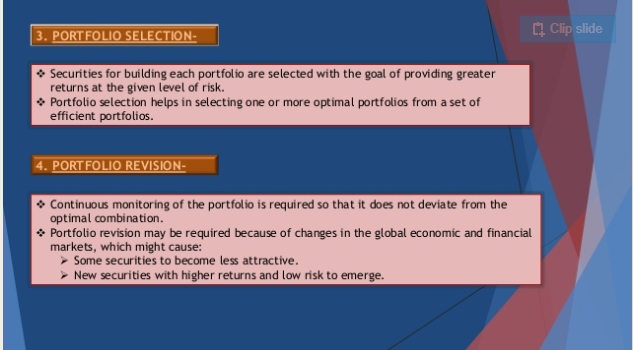 Clip slide
3. PORTFOLIO SELECTION-
❖ Securities for building each portfolio are selected with the goal of providing greater
returns at the given level of risk.
❖ Portfolio selection helps in selecting one or more optimal portfolios from a set of
efficient portfolios.
4. PORTFOLIO REVISION-
❖ Continuous monitoring of the portfolio is required so that it does not deviate from the
optimal combination.
❖ Portfolio revision may be required because of changes in the global economic and financial
markets, which might cause:
➢ Some securities to become less attractive.
➢ New securities with higher returns and low risk to emerge.